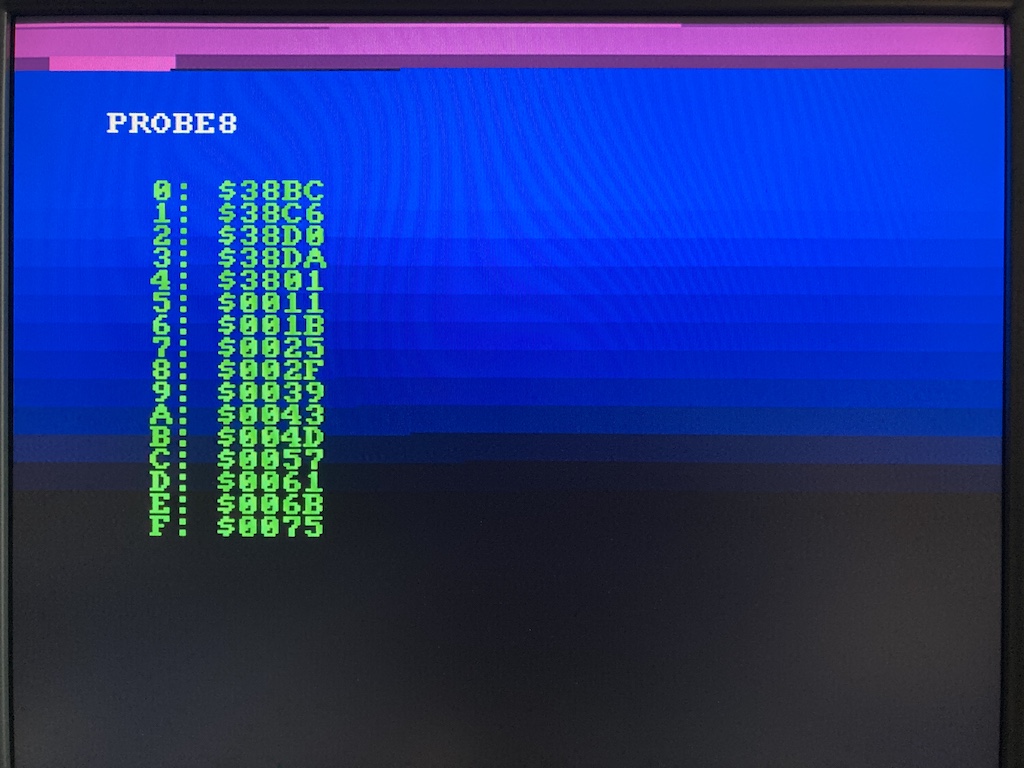 PROBE8
0: $38BC
1: $38C6
2: $38D0
3: $38DA
4: $3801
5: $0011
6: $001B
7: $0025
8: $002F
9: $0039
A: $0043
B: $004D
C: $0057
D: $0061
E: $006B
F: $0075